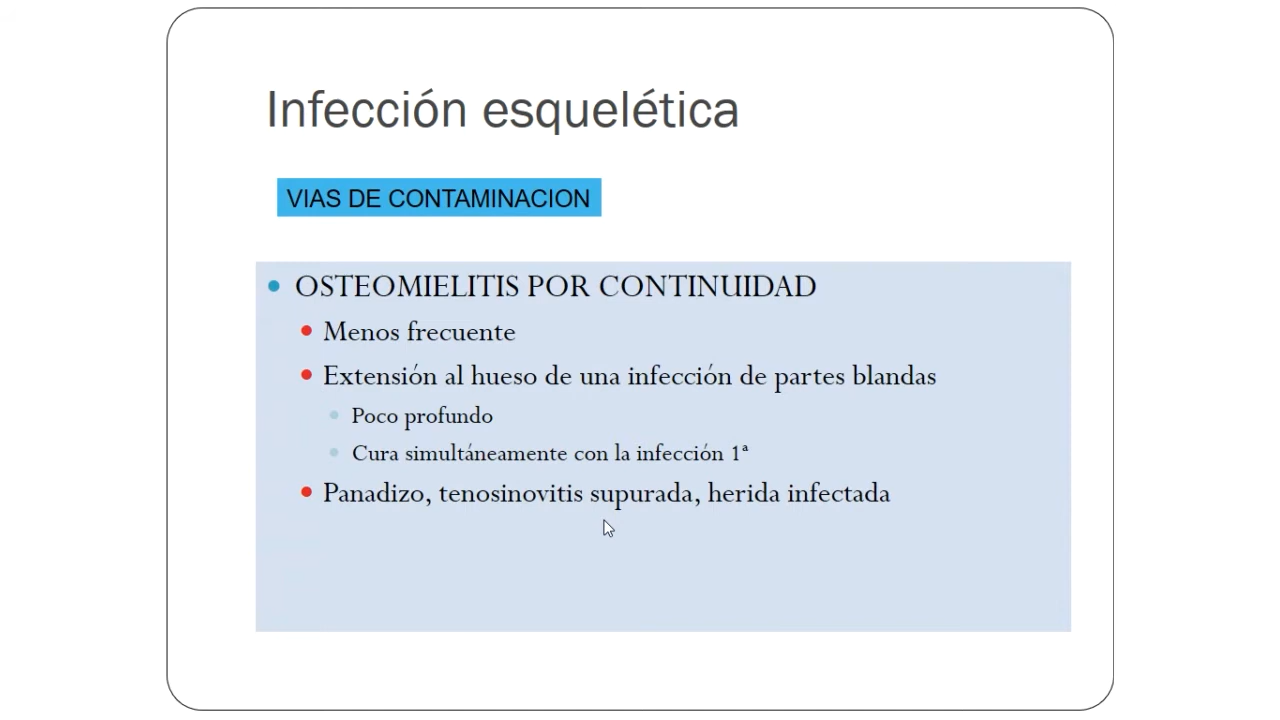 Infección esquelética
VIAS DE CONTAMINACION
OSTEOMIELITIS POR CONTINUIDAD
Menos frecuente
Extensión al hueso de una infección de partes blandas
Poco profundo
Cura simultáneamente con la infección 1ª
Panadizo, tenosinovitis supurada, herida infectada